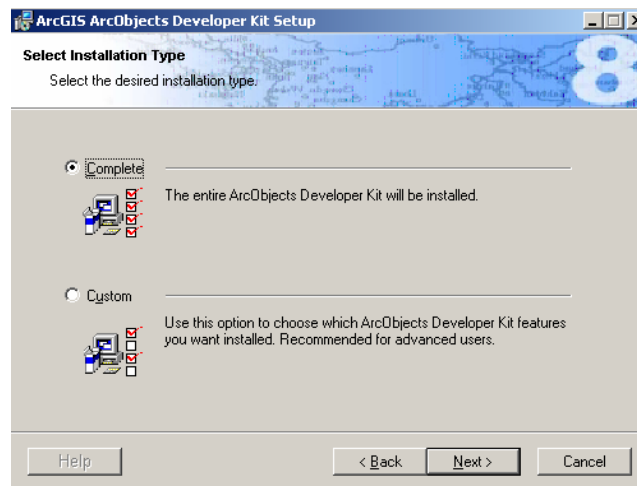 ArcGIS ArcObjects Developer Kit Setup
Select Installation Type
Select the desired installation type.
8
Complete
The entire ArcObjects Developer Kit will be installed.
Custom
Use this option to choose which ArcObjects Developer Kit features
you want installed. Recommended for advanced users.
Help
< Back
Next >
Cancel